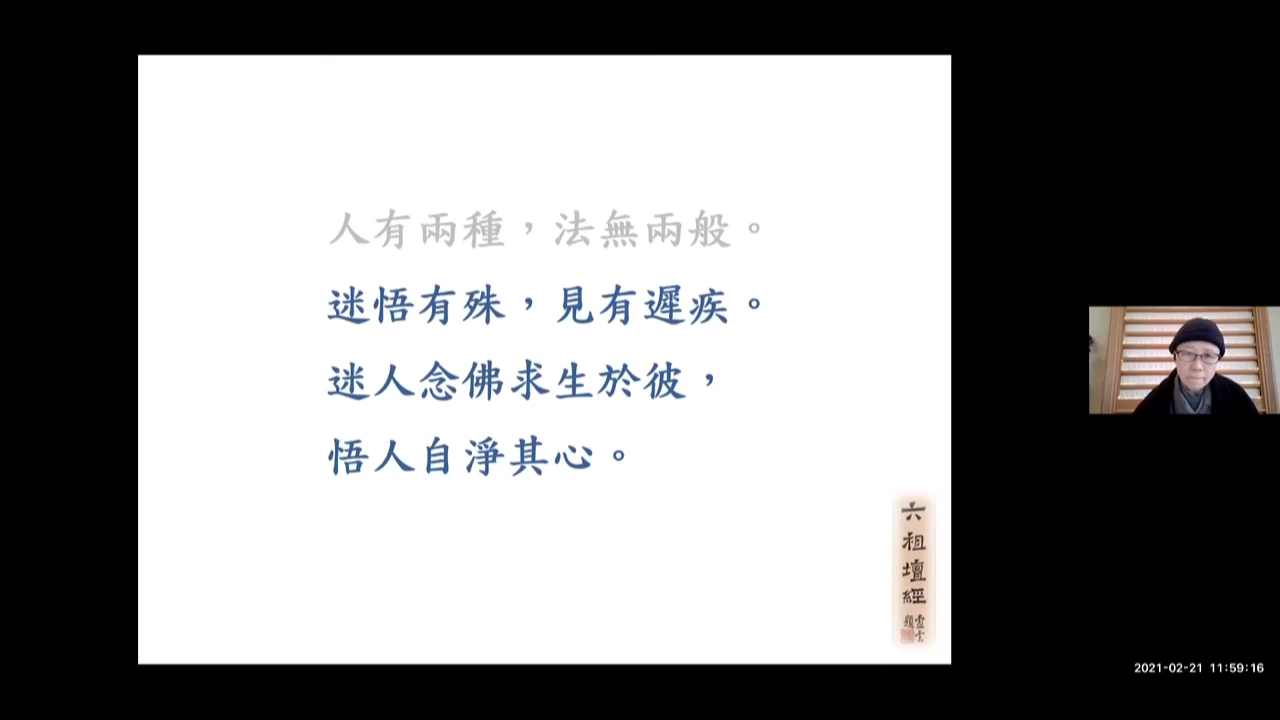 人有兩種，法無兩般。
迷悟有殊，見有遲疾。
迷人念佛求生於彼，
悟人自淨其心。
六祖壇經
2021-02-21 11:59:16